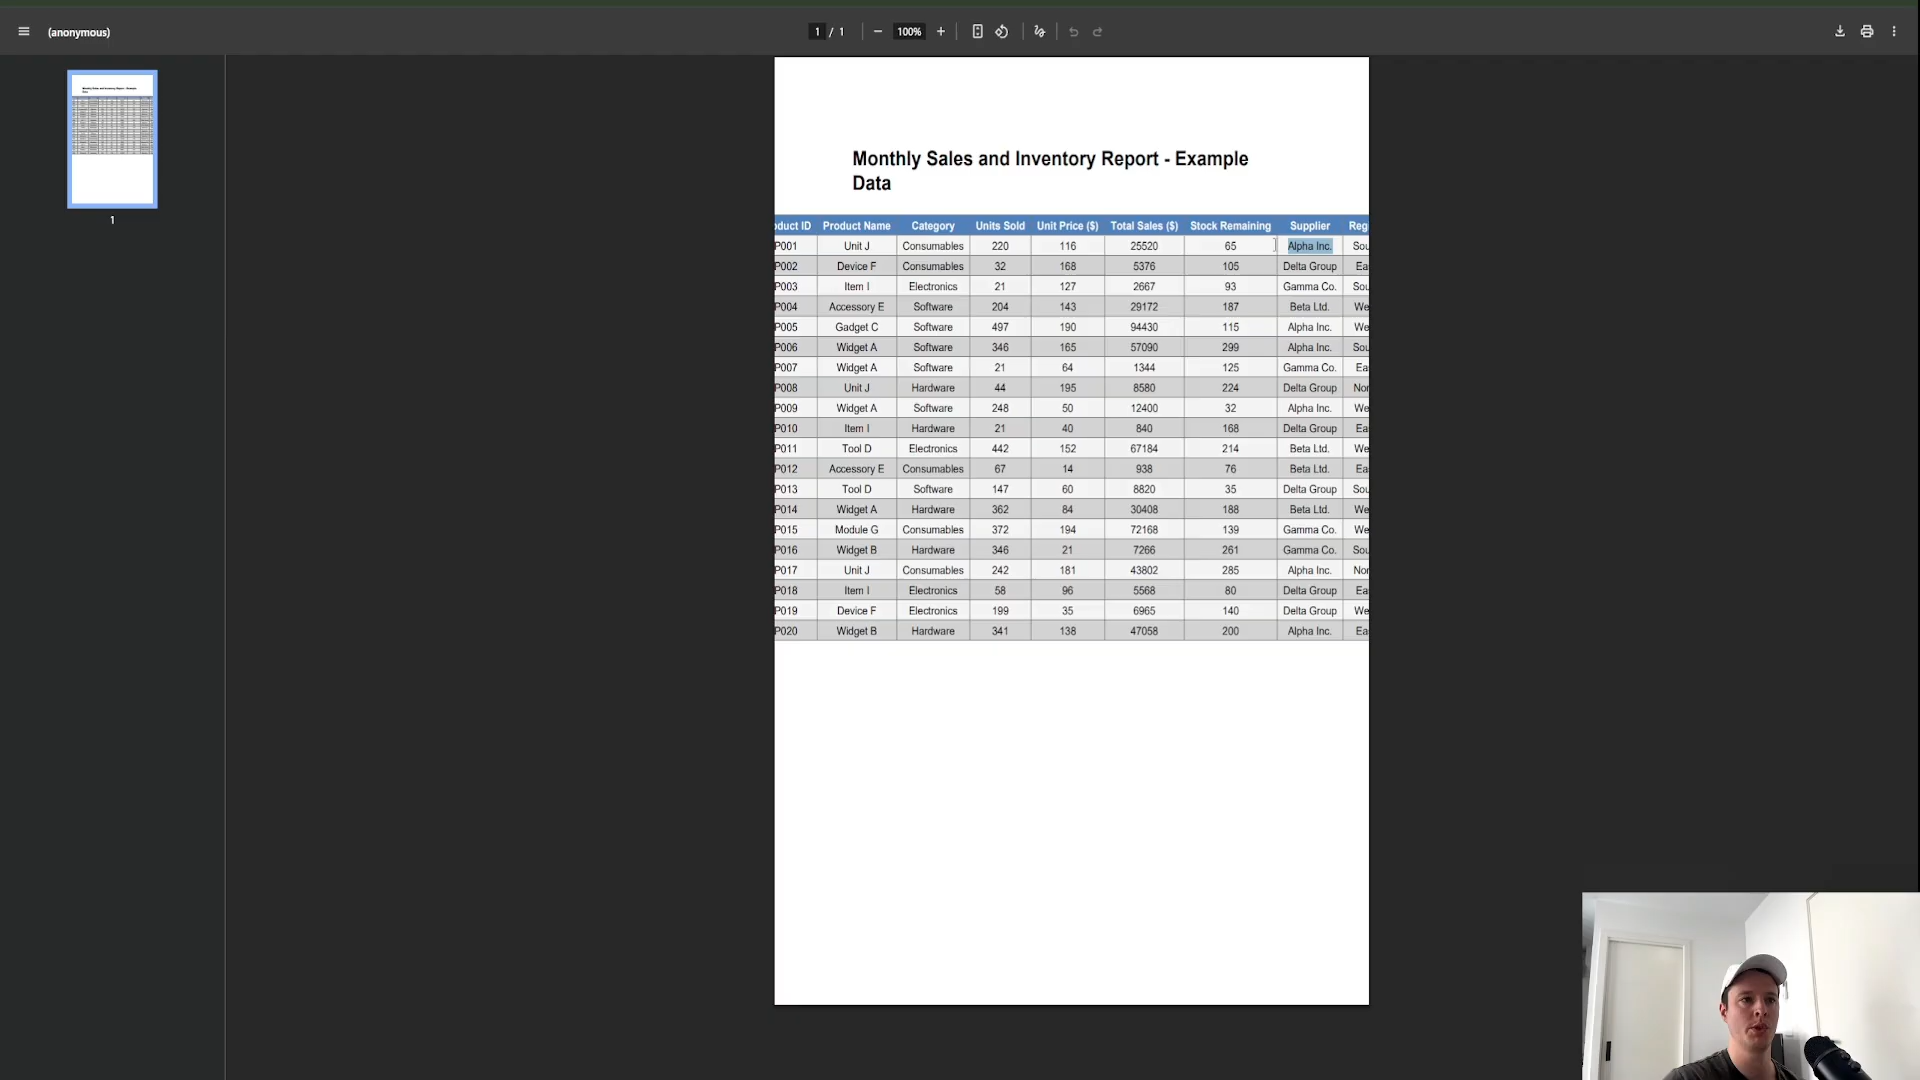 (anonymous)
1 / 1
100%
1
Monthly Sales and Inventory Report - Example
Data
oduct ID Product Name Category Units Sold Unit Price ($) Total Sales ($) Stock Remaining Supplier Reg
P001 Unit J Consumables 220 116 25520 65 Alpha Inc. Sou
P002 Device F Consumables 32 168 5376 105 Delta Group Ea
P003 Item I Electronics 21 127 2667 93 Gamma Co. Sou
P004 Accessory E Software 204 143 29172 187 Beta Ltd. We
P005 Gadget C Software 497 190 94430 115 Alpha Inc. We
P006 Widget A Software 346 165 57090 299 Alpha Inc. Sou
P007 Widget A Software 21 64 1344 125 Gamma Co. Ea
P008 Unit J Hardware 44 195 8580 224 Delta Group Nor
P009 Widget A Software 248 50 12400 32 Alpha Inc. We
P010 Item I Hardware 21 40 840 168 Delta Group Ea
P011 Tool D Electronics 442 152 67184 214 Beta Ltd. We
P012 Accessory E Consumables 67 14 938 76 Beta Ltd. Ea
P013 Tool D Software 147 60 8820 35 Delta Group Sou
P014 Widget A Hardware 362 84 30408 188 Beta Ltd. We
P015 Module G Consumables 372 194 72168 139 Gamma Co. We
P016 Widget B Hardware 346 21 7266 261 Gamma Co. Sou
P017 Unit J Consumables 242 181 43802 285 Alpha Inc. Nor
P018 Item I Electronics 58 96 5568 80 Delta Group Ea
P019 Device F Electronics 199 35 6965 140 Delta Group We
P020 Widget B Hardware 341 138 47058 200 Alpha Inc. Ea